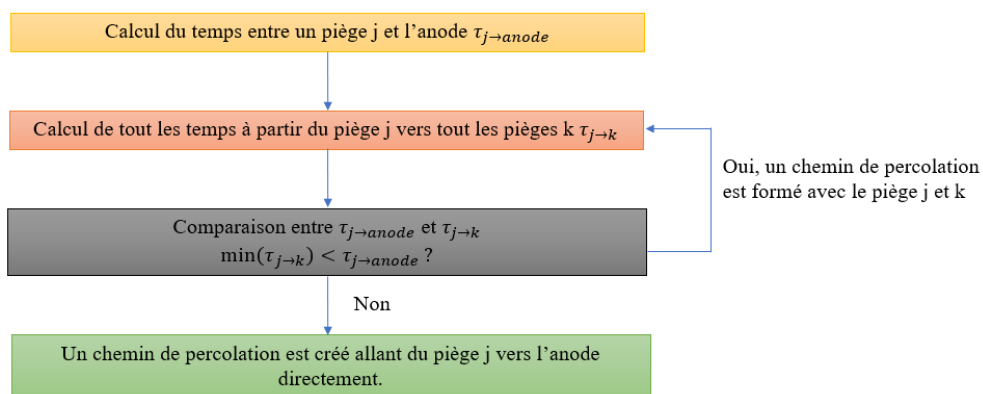 Calcul du temps entre un piège j et l’anode τ_{j→anode}
Calcul de tout les temps à partir du piège j vers tout les pièges k τ_{j→k}
Oui, un chemin de percolation
est formé avec le piège j et k
Comparaison entre τ_{j→anode} et τ_{j→k}
min(τ_{j→k}) < τ_{j→anode} ?
Non
Un chemin de percolation est créé allant du piège j vers l’anode
directement.